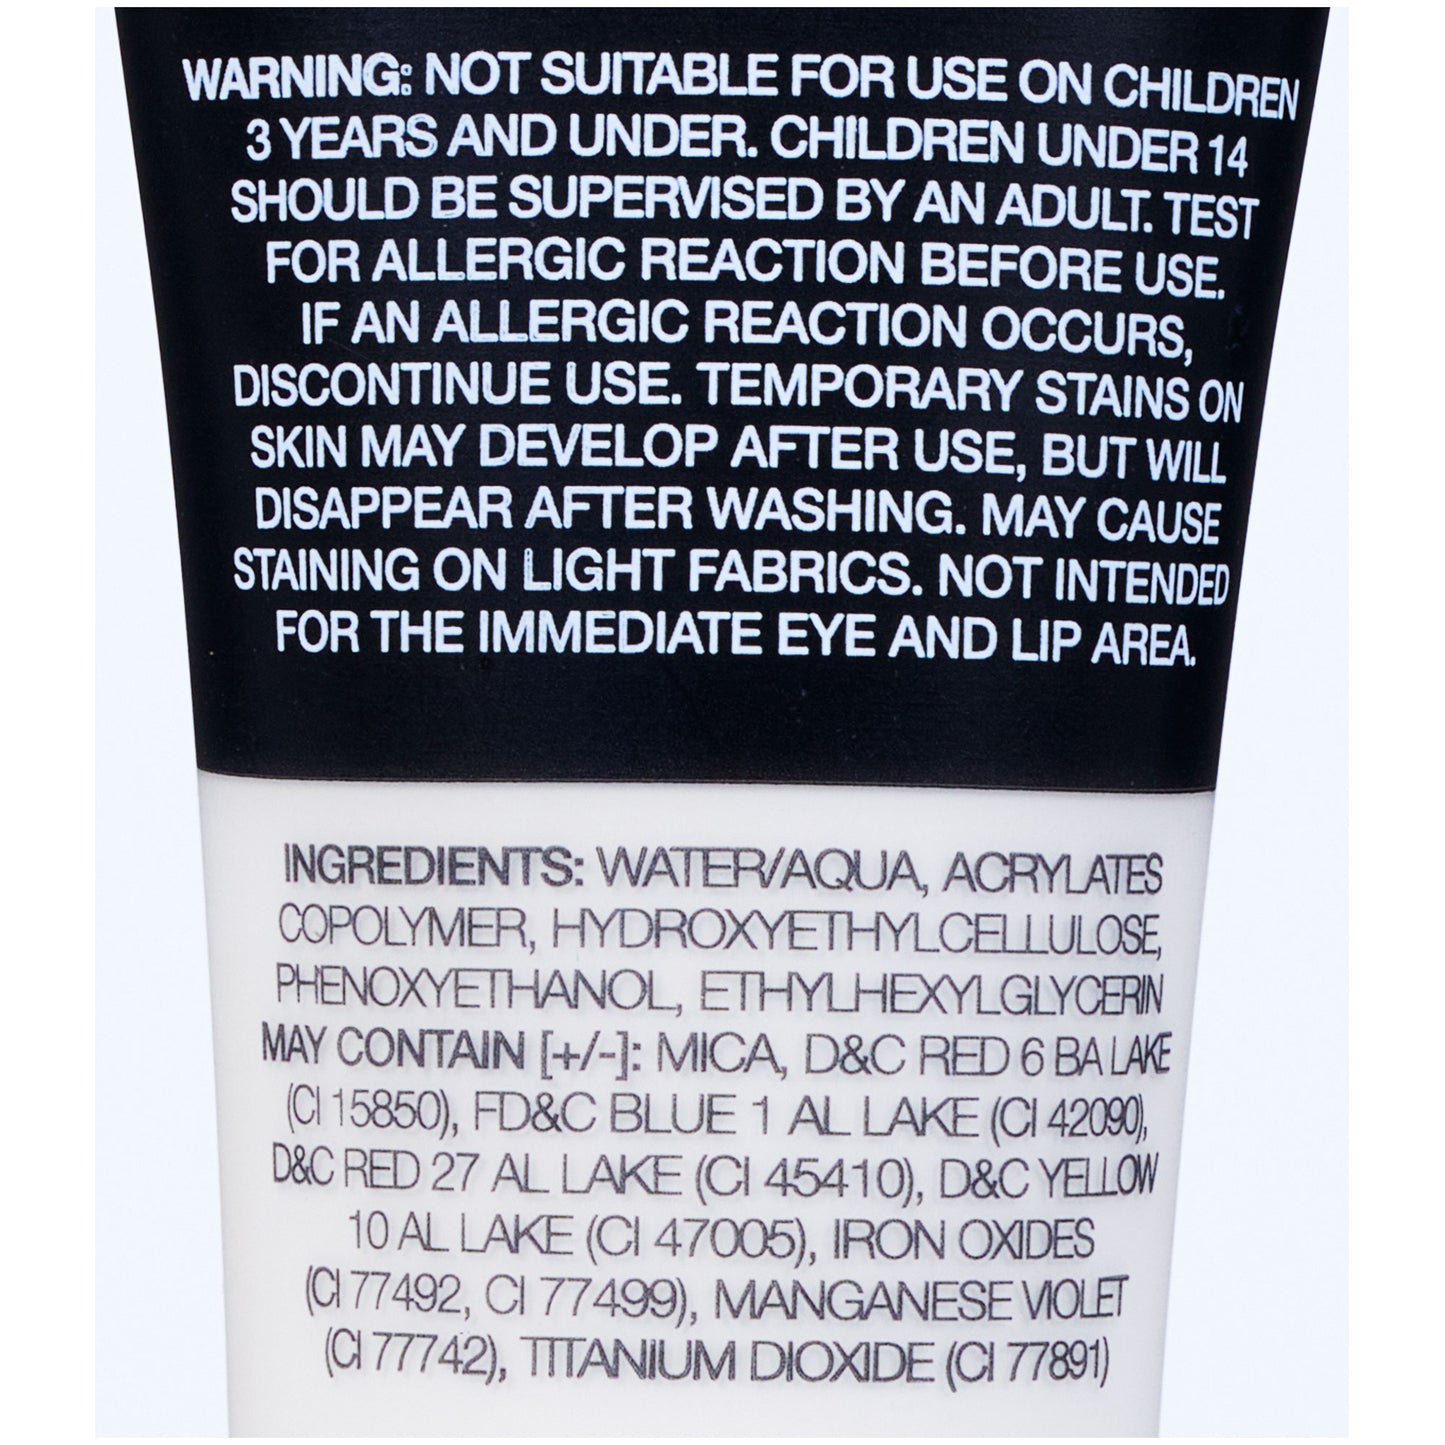 WARNING: NOT SUITABLE FOR USE ON CHILDREN
3 YEARS AND UNDER. CHILDREN UNDER 14
SHOULD BE SUPERVISED BY AN ADULT. TEST
FOR ALLERGIC REACTION BEFORE USE.
IF AN ALLERGIC REACTION OCCURS,
DISCONTINUE USE. TEMPORARY STAINS ON
SKIN MAY DEVELOP AFTER USE, BUT WILL
DISAPPEAR AFTER WASHING. MAY CAUSE
STAINING ON LIGHT FABRICS. NOT INTENDED
FOR THE IMMEDIATE EYE AND LIP AREA.
INGREDIENTS: WATER/AQUA, ACRYLATES
COPOLYMER, HYDROXYETHYLCELLULOSE,
PHENOXYETHANOL, ETHYLHEXYLGLYCERIN
MAY CONTAIN [+/-]: MICA, D&C RED 6 BA LAKE
(CI 15850), FD&C BLUE 1 AL LAKE (CI 42090),
D&C RED 27 AL LAKE (CI 45410), D&C YELLOW
10 AL LAKE (CI 47005), IRON OXIDES
(CI 77492, CI 77499), MANGANESE VIOLET
(CI 77742), TITANIUM DIOXIDE (CI 77891)